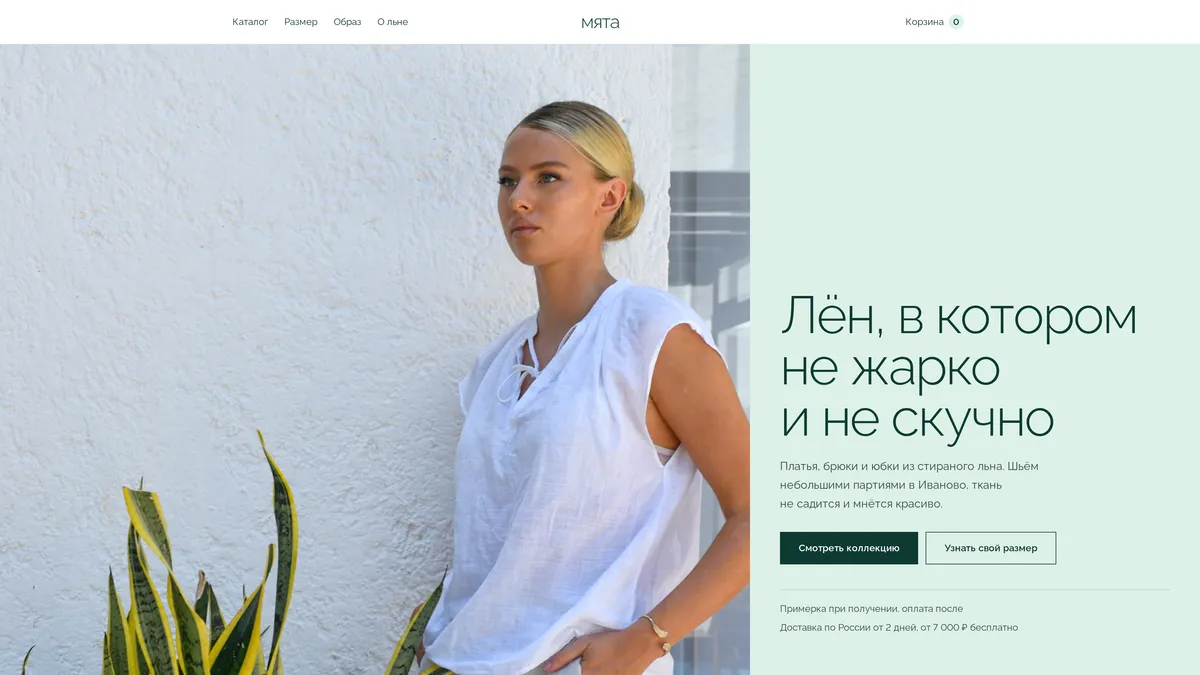 Каталог Размер Образ О льне
мята
Корзина 0
Лён, в котором
не жарко
и не скучно
Платья, брюки и юбки из стираного льна. Шьём
небольшими партиями в Иваново, ткань
не садится и мнётся красиво.
Смотреть коллекцию
Узнать свой размер
Примерка при получении, оплата после
Доставка по России от 2 дней, от 7 000 ₽ бесплатно